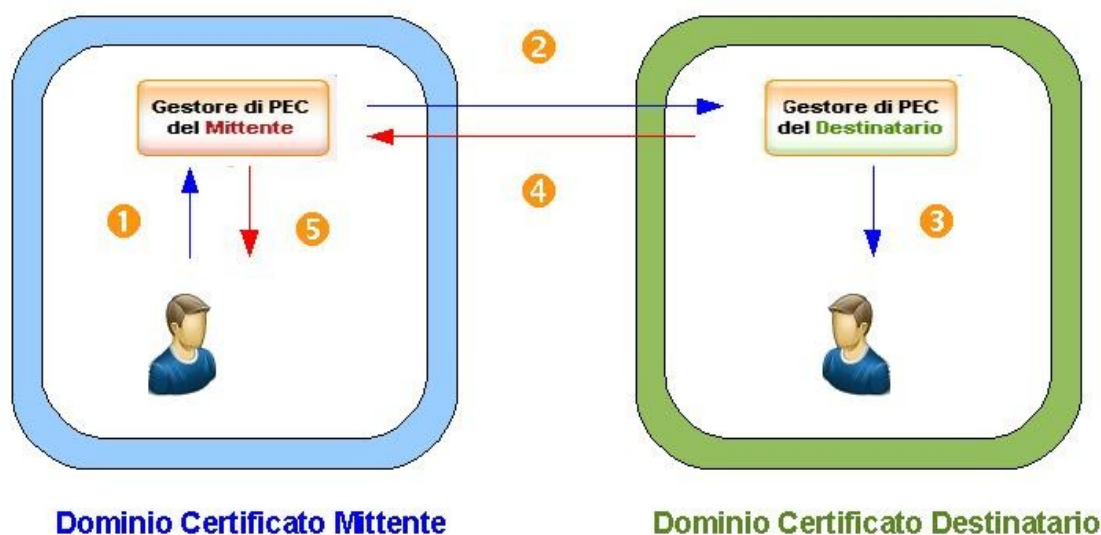 2
Gestore di PEC
del Mittente
Gestore di PEC
del Destinatario
4
1
5
3
Dominio Certificato Mittente
Dominio Certificato Destinatario